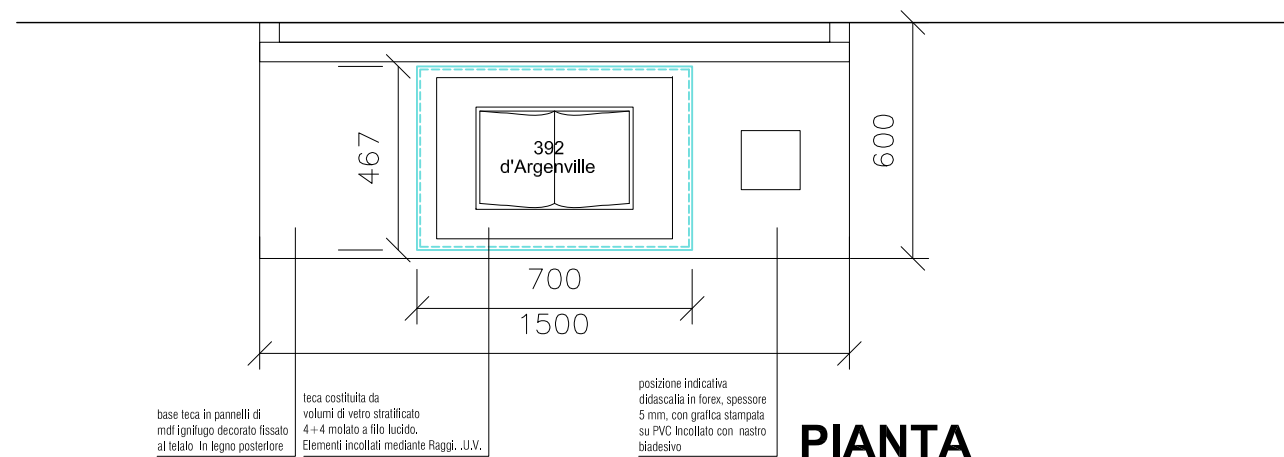 467
392
d'Argenville
600
700
1500
base teca in pannelli di
mdf ignifugo decorato fissato
al telaio In legno posteriore
teca costituita da
volumi di vetro stratificato
4+4 molato a filo lucido.
Elementi incollati mediante Raggi. .U.V.
posizione indicativa
didascalia in forex, spessore
5 mm, con grafica stampata
su PVC Incollato con nastro
biadesivo
PIANTA